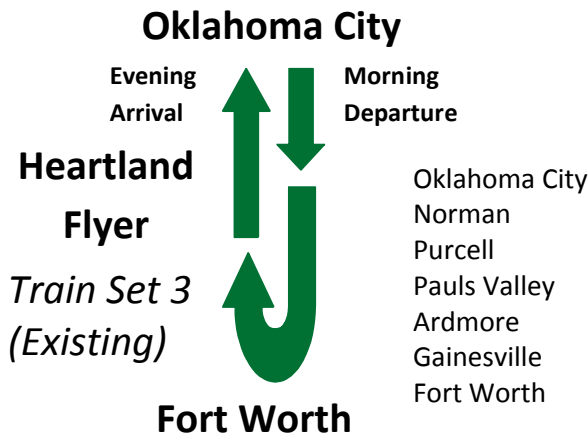 Oklahoma City
Evening
Arrival
Morning
Departure
Heartland
Flyer
Train Set 3
(Existing)
Oklahoma City
Norman
Purcell
Pauls Valley
Ardmore
Gainesville
Fort Worth
Fort Worth